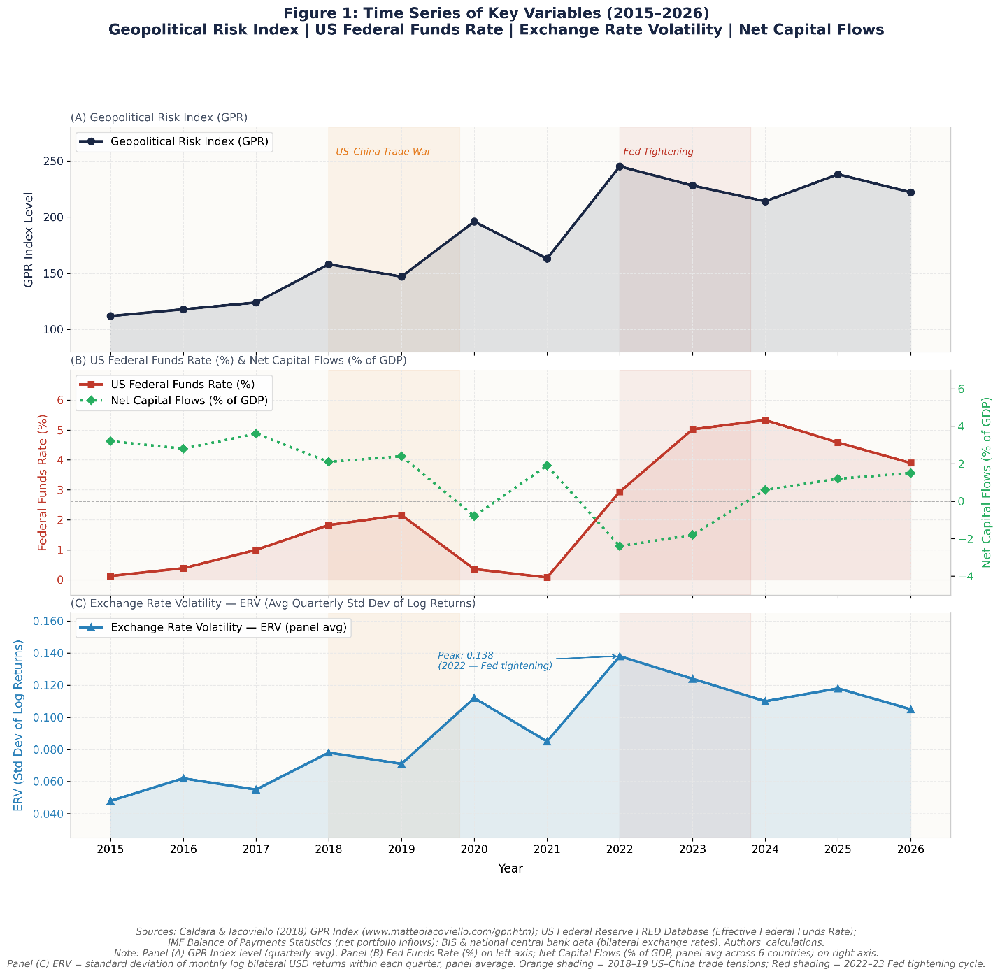 Figure 1: Time Series of Key Variables (2015–2026)
Geopolitical Risk Index | US Federal Funds Rate | Exchange Rate Volatility | Net Capital Flows
(A) Geopolitical Risk Index (GPR)
Geopolitical Risk Index (GPR)
US–China Trade War
Fed Tightening
GPR Index Level
250
200
150
100
(B) US Federal Funds Rate (%) & Net Capital Flows (% of GDP)
US Federal Funds Rate (%)
Net Capital Flows (% of GDP)
Federal Funds Rate (%)
6
5
4
3
2
1
0
Net Capital Flows (% of GDP)
6
4
2
0
−2
−4
(C) Exchange Rate Volatility — ERV (Avg Quarterly Std Dev of Log Returns)
Exchange Rate Volatility — ERV (panel avg)
Peak: 0.138
(2022 — Fed tightening)
ERV (Std Dev of Log Returns)
0.160
0.140
0.120
0.100
0.080
0.060
0.040
2015 2016 2017 2018 2019 2020 2021 2022 2023 2024 2025 2026
Year
Sources: Caldara & Iacoviello (2018) GPR Index (www.matteoiacoviello.com/gpr.htm); US Federal Reserve FRED Database (Effective Federal Funds Rate);
IMF Balance of Payments Statistics (net portfolio inflows); BIS & national central bank data (bilateral exchange rates). Authors' calculations.
Note: Panel (A) GPR Index level (quarterly avg). Panel (B) Fed Funds Rate (%) on left axis; Net Capital Flows (% of GDP, panel avg across 6 countries) on right axis.
Panel (C) ERV = standard deviation of monthly log bilateral USD returns within each quarter, panel average. Orange shading = 2018–19 US–China trade tensions; Red shading = 2022–23 Fed tightening cycle.